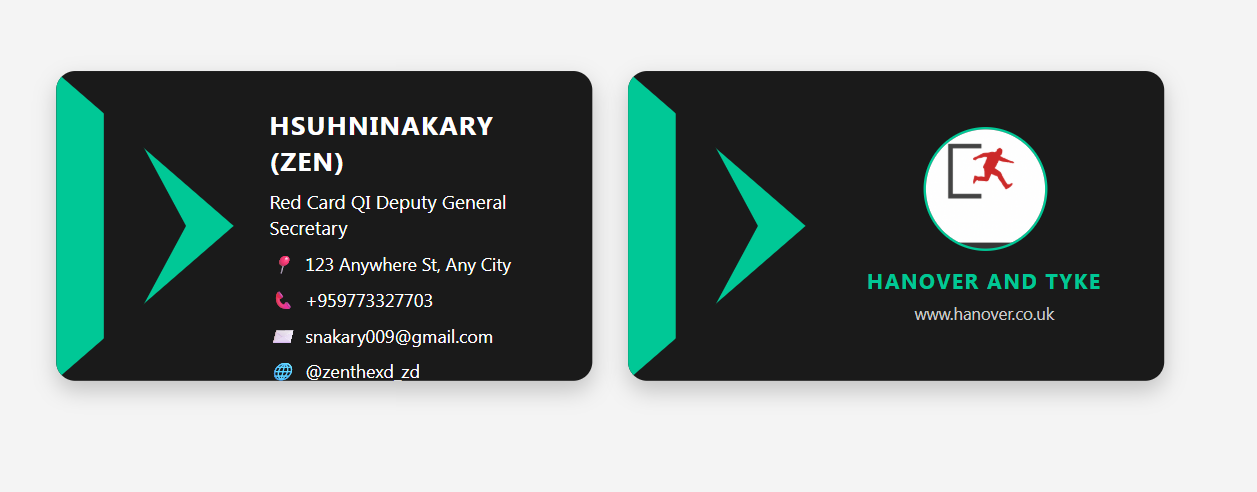 HSUHNINAKARY
(ZEN)
Red Card QI Deputy General
Secretary
123 Anywhere St, Any City
+959773327703
snakary009@gmail.com
@zenthexd_zd
HANOVER AND TYKE
www.hanover.co.uk